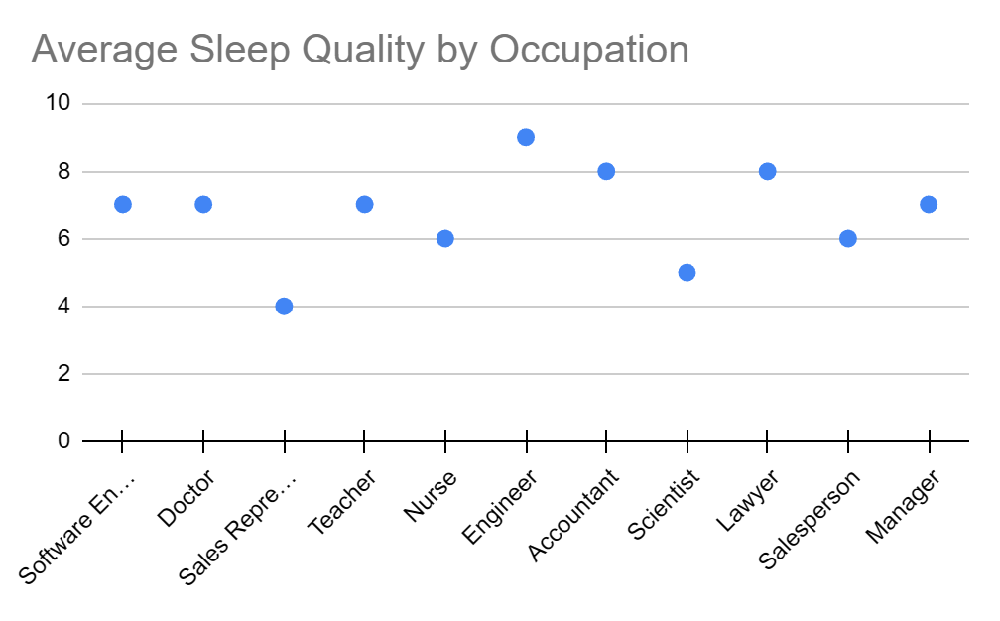 Average Sleep Quality by Occupation
10
8
6
4
2
0
Software En...
Doctor
Sales Repre...
Teacher
Nurse
Engineer
Accountant
Scientist
Lawyer
Salesperson
Manager